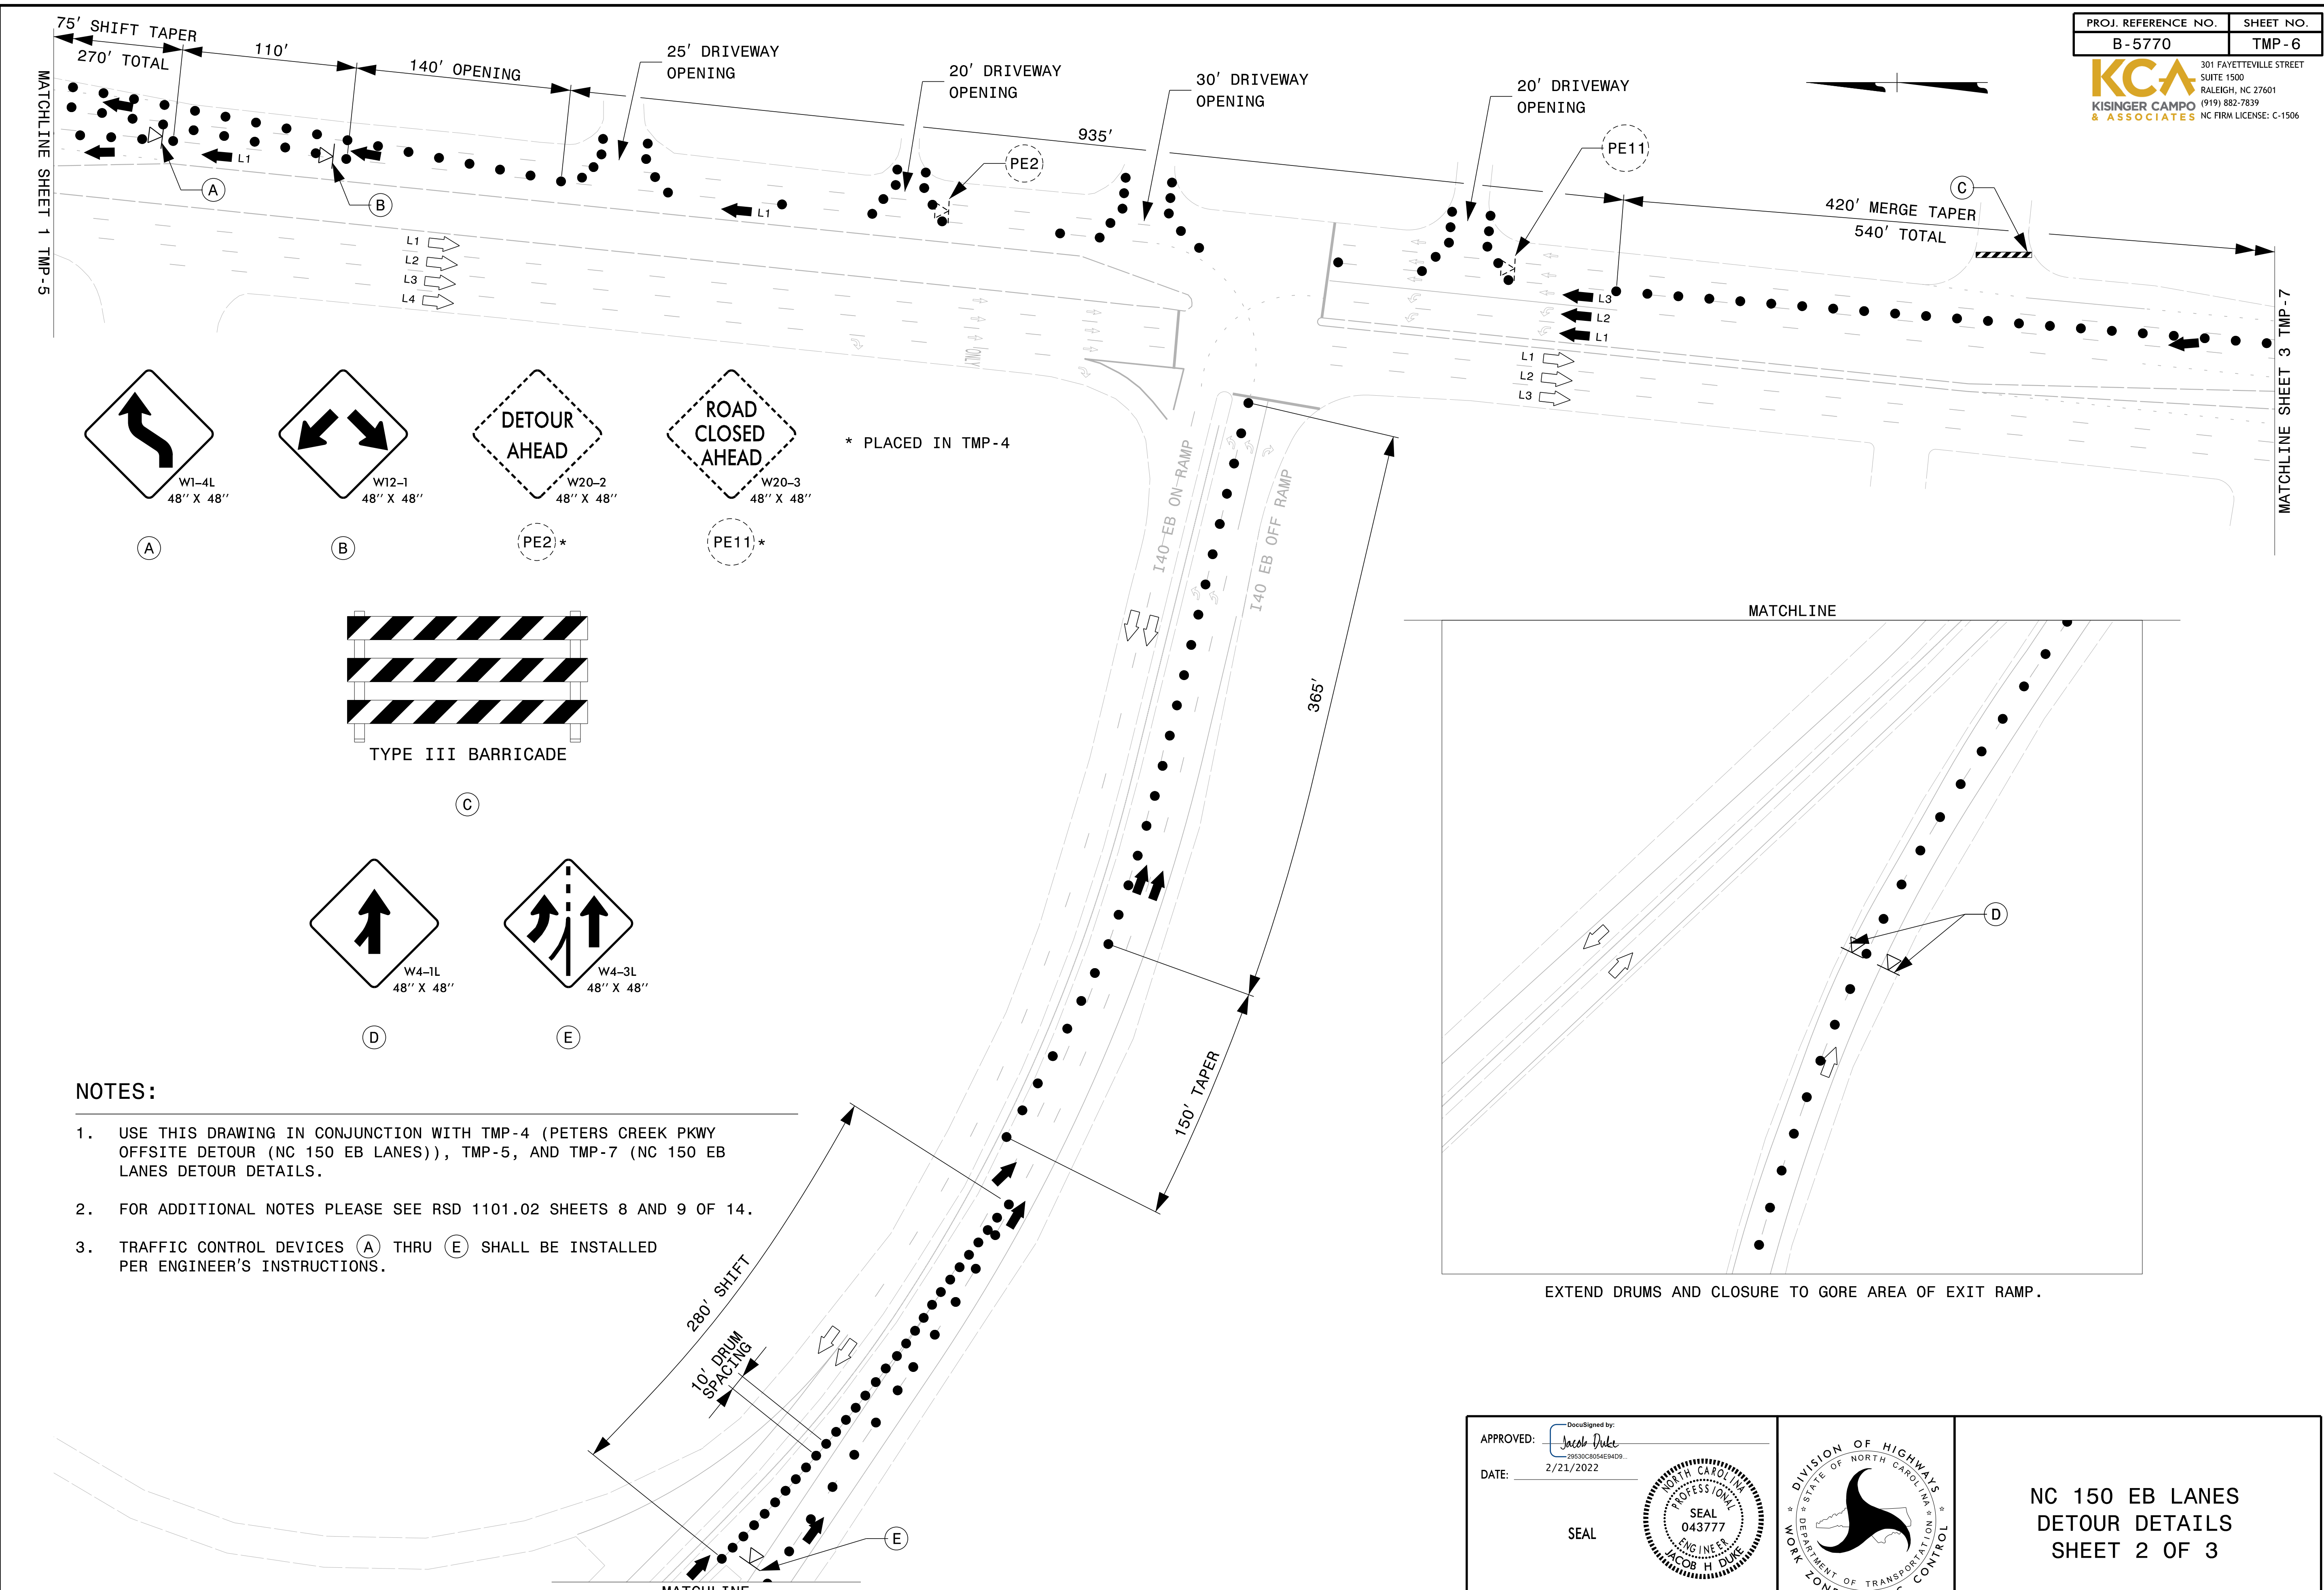 PROJ. REFERENCE NO. SHEET NO.
B-5770 TMP-6
KCA
KISINGER CAMPO
& ASSOCIATES
301 FAYETTEVILLE STREET
SUITE 1500
RALEIGH, NC 27601
(919) 882-7839
NC FIRM LICENSE: C-1506
75' SHIFT TAPER
270' TOTAL
110'
140' OPENING
25' DRIVEWAY
OPENING
20' DRIVEWAY
OPENING
30' DRIVEWAY
OPENING
20' DRIVEWAY
OPENING
935'
PE2
PE11
C
420' MERGE TAPER
540' TOTAL
MATCHLINE SHEET 1 TMP-5
MATCHLINE SHEET 3 TMP-7
A
B
L1
L1
L1
L2
L3
L4
ONLY
L3
L2
L1
L1
L2
L3
W1-4L
48" X 48"
A
W12-1
48" X 48"
B
DETOUR
AHEAD
W20-2
48" X 48"
PE2 *
ROAD
CLOSED
AHEAD
W20-3
48" X 48"
PE11 *
* PLACED IN TMP-4
I40 EB ON RAMP
I40 EB OFF RAMP
365'
150' TAPER
280' SHIFT
10' DRUM
SPACING
E
MATCHLINE
TYPE III BARRICADE
C
W4-1L
48" X 48"
D
W4-3L
48" X 48"
E
MATCHLINE
D
EXTEND DRUMS AND CLOSURE TO GORE AREA OF EXIT RAMP.
NOTES:
1. USE THIS DRAWING IN CONJUNCTION WITH TMP-4 (PETERS CREEK PKWY
OFFSITE DETOUR (NC 150 EB LANES)), TMP-5, AND TMP-7 (NC 150 EB
LANES DETOUR DETAILS.
2. FOR ADDITIONAL NOTES PLEASE SEE RSD 1101.02 SHEETS 8 AND 9 OF 14.
3. TRAFFIC CONTROL DEVICES A THRU E SHALL BE INSTALLED
PER ENGINEER'S INSTRUCTIONS.
APPROVED:
DocuSigned by:
Jacob Duke
29530C8054E94D9...
DATE: 2/21/2022
SEAL
NORTH CAROLINA
PROFESSIONAL
SEAL
043777
ENGINEER
JACOB H DUKE
DIVISION OF HIGHWAYS
STATE OF NORTH CAROLINA
DEPARTMENT OF TRANSPORTATION
WORK CONTROL
NC 150 EB LANES
DETOUR DETAILS
SHEET 2 OF 3